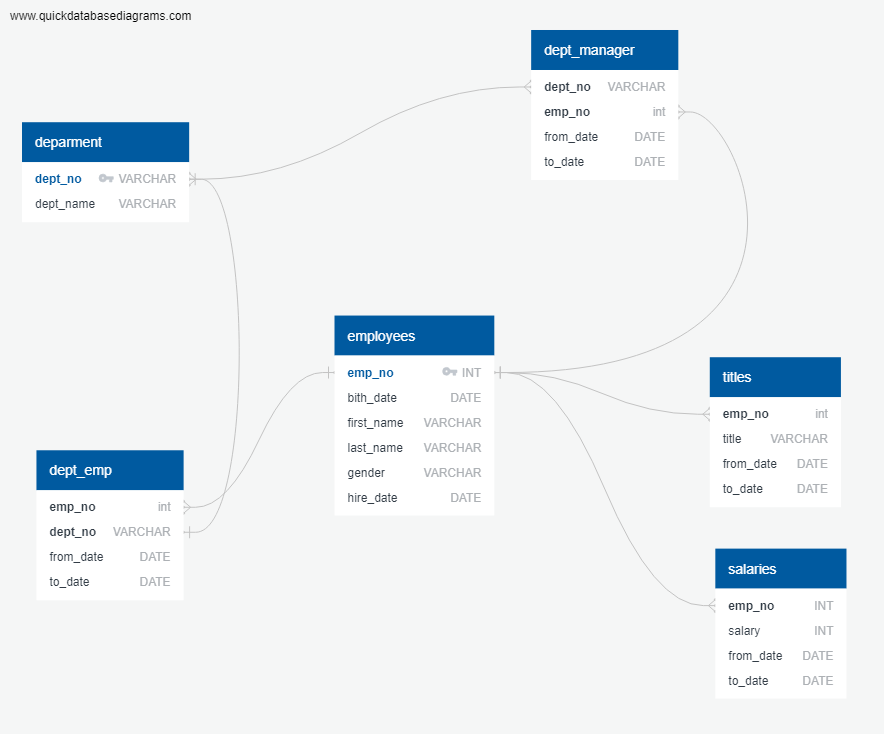 www.quickdatabasediagrams.com
dept_manager
dept_no VARCHAR
emp_no int
from_date DATE
to_date DATE
deparment
dept_no VARCHAR
dept_name VARCHAR
employees
emp_no INT
bith_date DATE
first_name VARCHAR
last_name VARCHAR
gender VARCHAR
hire_date DATE
titles
emp_no int
title VARCHAR
from_date DATE
to_date DATE
dept_emp
emp_no int
dept_no VARCHAR
from_date DATE
to_date DATE
salaries
emp_no INT
salary INT
from_date DATE
to_date DATE